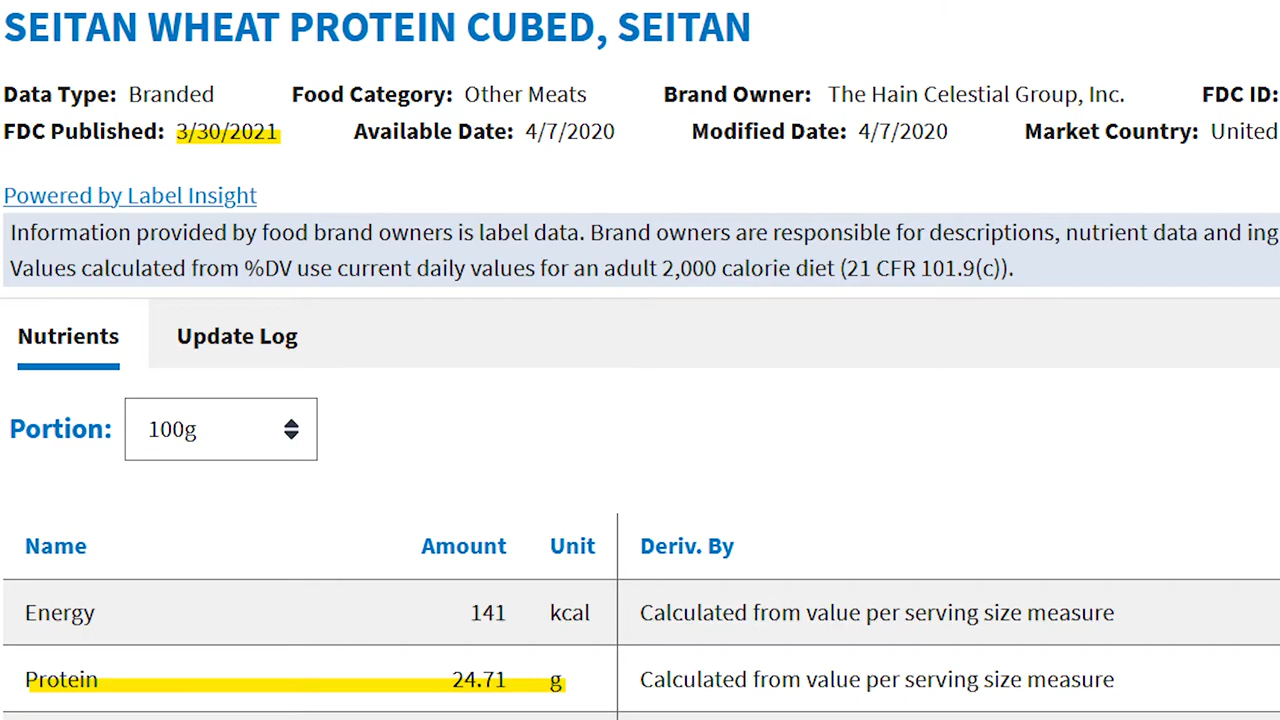 SEITAN WHEAT PROTEIN CUBED, SEITAN
Data Type: Branded Food Category: Other Meats Brand Owner: The Hain Celestial Group, Inc. FDC ID:
FDC Published: 3/30/2021 Available Date: 4/7/2020 Modified Date: 4/7/2020 Market Country: United
Powered by Label Insight
Information provided by food brand owners is label data. Brand owners are responsible for descriptions, nutrient data and ing
Values calculated from %DV use current daily values for an adult 2,000 calorie diet (21 CFR 101.9(c)).
Nutrients Update Log
Portion: 100g
Name Amount Unit Deriv. By
Energy 141 kcal Calculated from value per serving size measure
Protein 24.71 g Calculated from value per serving size measure